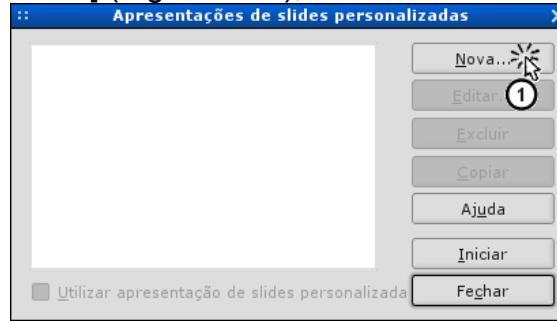 Apresentações de slides personalizadas
Nova...
Editar...
1
Excluir
Copiar
Ajuda
Iniciar
Utilizar apresentação de slides personalizada
Fechar